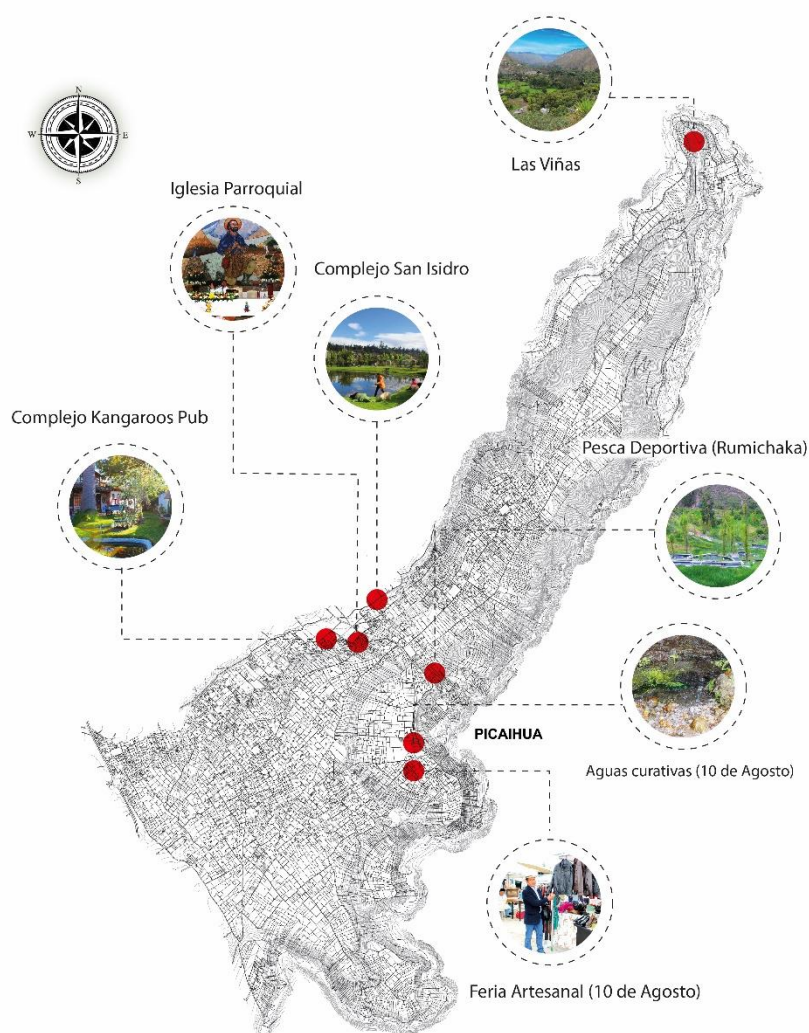 N
W
E
S
Las Viñas
Iglesia Parroquial
Complejo San Isidro
Complejo Kangaroos Pub
Pesca Deportiva (Rumichaka)
PICAIHUA
Aguas curativas (10 de Agosto)
Feria Artesanal (10 de Agosto)